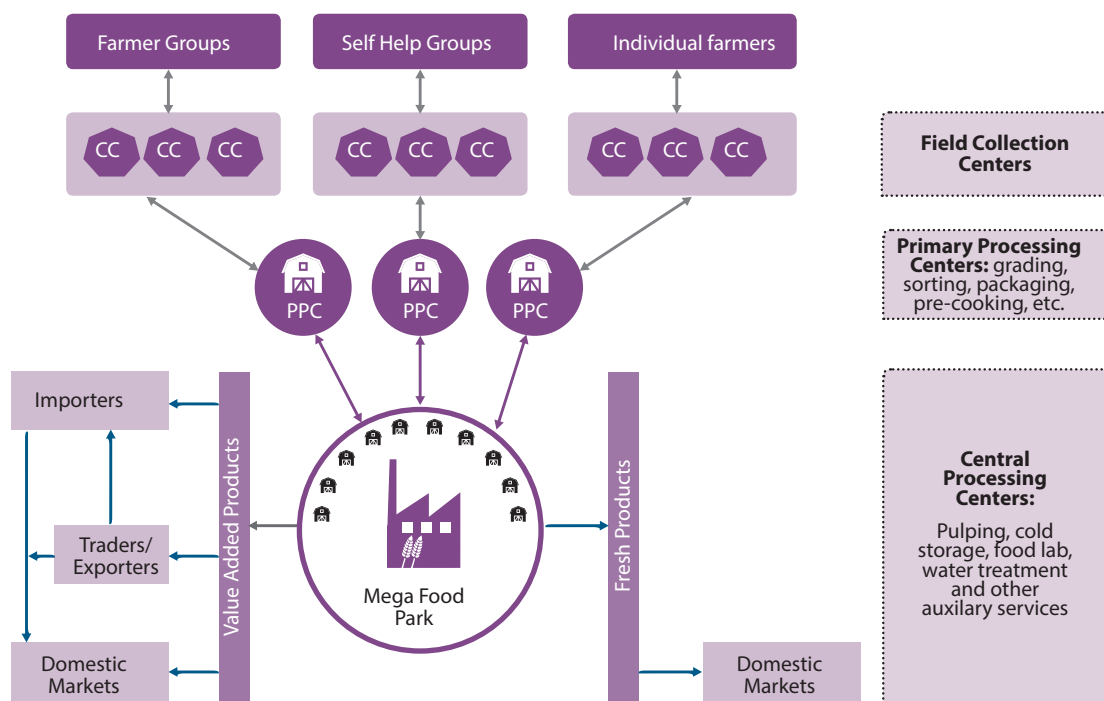 Farmer Groups
Self Help Groups
Individual farmers
CC
CC
CC
CC
CC
CC
CC
CC
CC
Field Collection
Centers
PPC
PPC
PPC
Primary Processing
Centers: grading,
sorting, packaging,
pre-cooking, etc.
Importers
Traders/
Exporters
Domestic
Markets
Value Added Products
Mega Food
Park
Fresh Products
Domestic
Markets
Central
Processing
Centers:
Pulping, cold
storage, food lab,
water treatment
and other
auxilary services